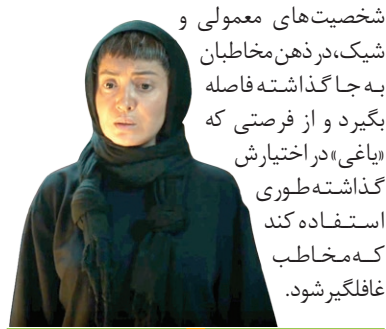 شخصیت‌های معمولی و
شیک،در ذهن مخاطبان
به جا گذاشته فاصله
بگیرد و از فرصتی که
«یاغی» در اختیارش
گذاشته طوری
استفاده کند
که مخاطب
غافلگیر شود.